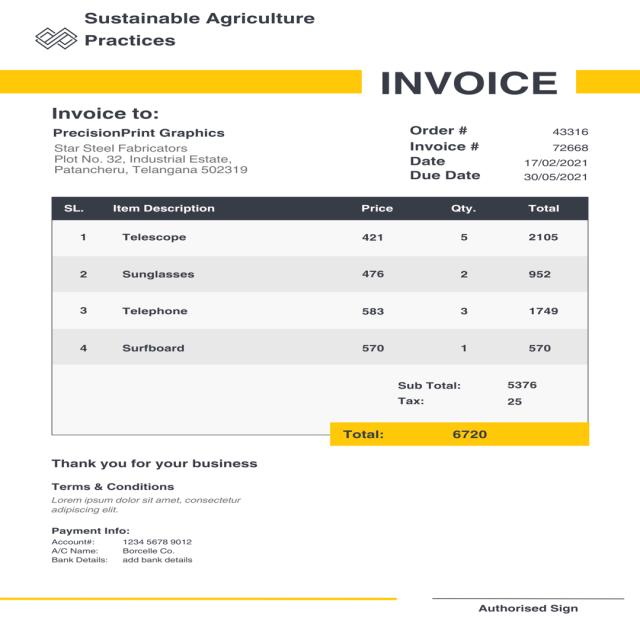 Sustainable Agriculture
Practices
INVOICE
Invoice to:
PrecisionPrint Graphics
Star Steel Fabricators
Plot No. 32, Industrial Estate,
Patancheru, Telangana 502319
Order # 43316
Invoice # 72668
Date 17/02/2021
Due Date 30/05/2021
SL. Item Description Price Qty. Total
1 Telescope 421 5 2105
2 Sunglasses 476 2 952
3 Telephone 583 3 1749
4 Surfboard 570 1 570
Sub Total: 5376
Tax: 25
Total: 6720
Thank you for your business
Terms & Conditions
Lorem ipsum dolor sit amet, consectetur
adipiscing elit.
Payment Info:
Account#: 1234 5678 9012
A/C Name: Borcelle Co.
Bank Details: add bank details
Authorised Sign